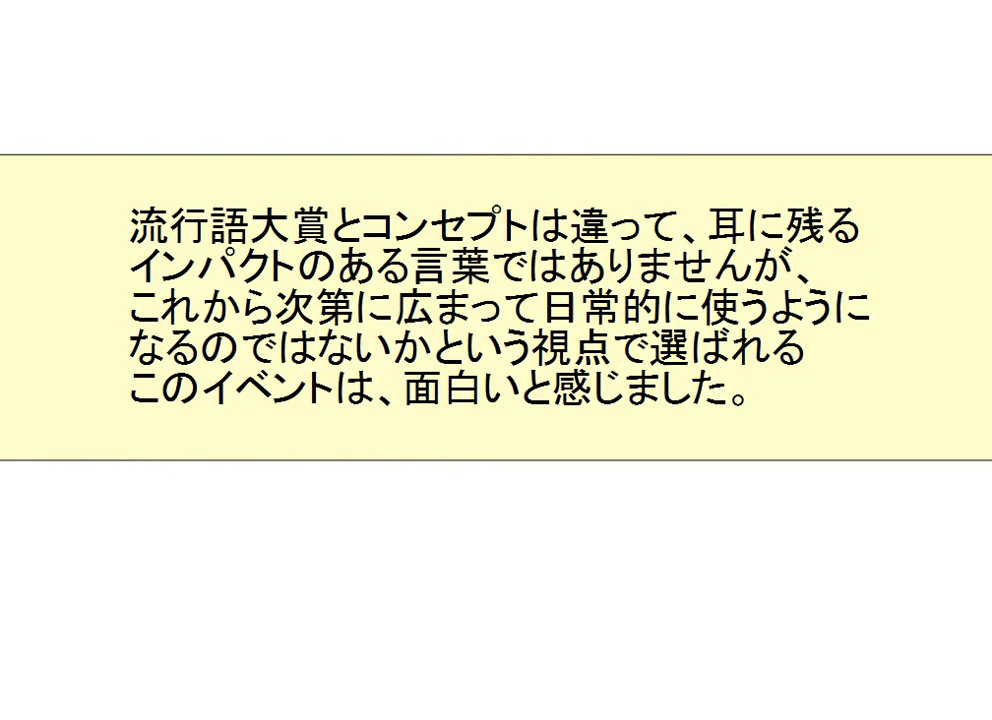 流行語大賞とコンセプトは違って、耳に残る
インパクトのある言葉ではありませんが、
これから次第に広まって日常的に使うように
なるのではないかという視点で選ばれる
このイベントは、面白いと感じました。